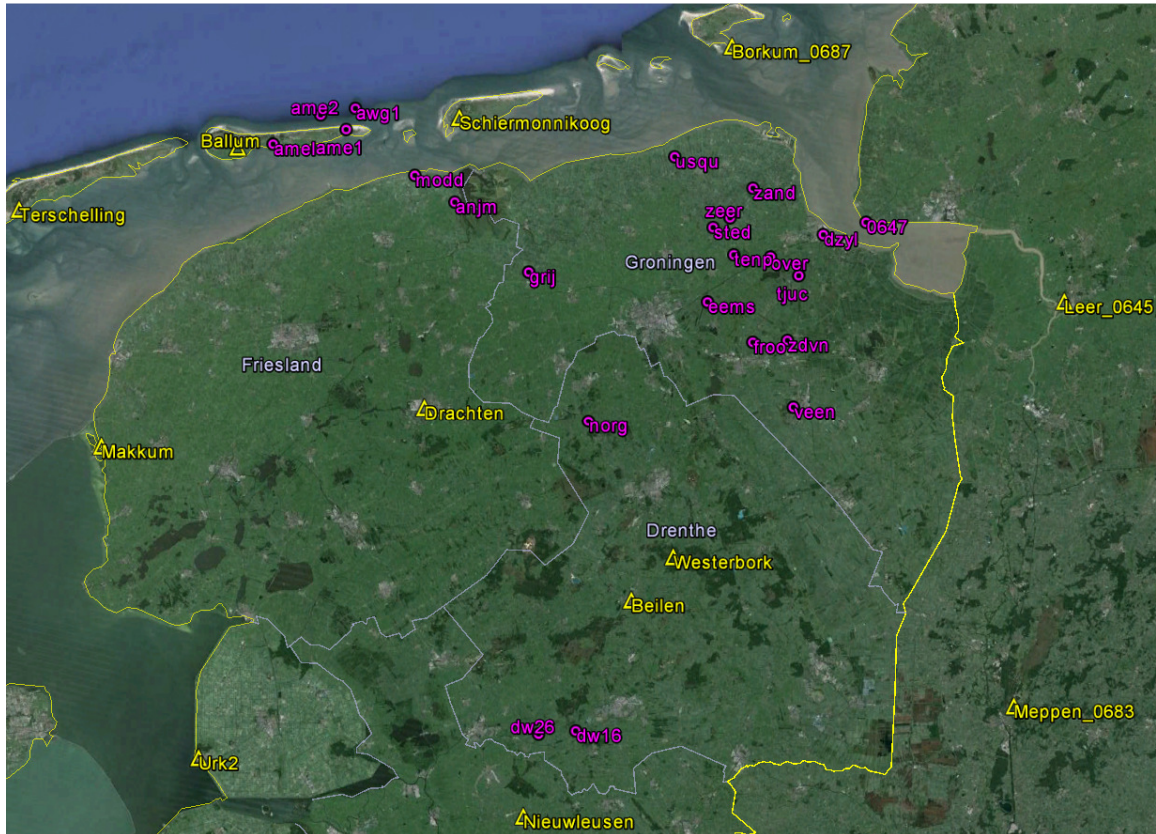 Borkum_0687
ame2
awg1
Schiermonnikoog
Ballum
amelame1
usqu
modd
zand
anjm
Terschelling
zeer
0647
sted
dzyl
tenp
over
Groningen
grij
tjuc
eems
Leer_0645
froo
zdvn
Friesland
Drachten
veen
norg
Makkum
Drenthe
Westerbork
Beilen
Meppen_0683
dw26
dw16
Urk2
Nieuwleusen